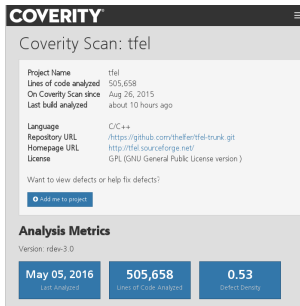 COVERITY
Coverity Scan: tfel
Project Name tfel
Lines of code analyzed 505,658
On Coverity Scan since Aug 26, 2015
Last build analyzed about 10 hours ago
Language C/C++
Repository URL /https://github.com/thelfer/tfel-trunk.git
Homepage URL http://tfel.sourceforge.net/
License GPL (GNU General Public License version )
Want to view defects or help fix defects?
Add me to project
Analysis Metrics
Version: rdev-3.0
May 05, 2016 505,658 0.53
Last Analyzed Lines of Code Analyzed Defect Density